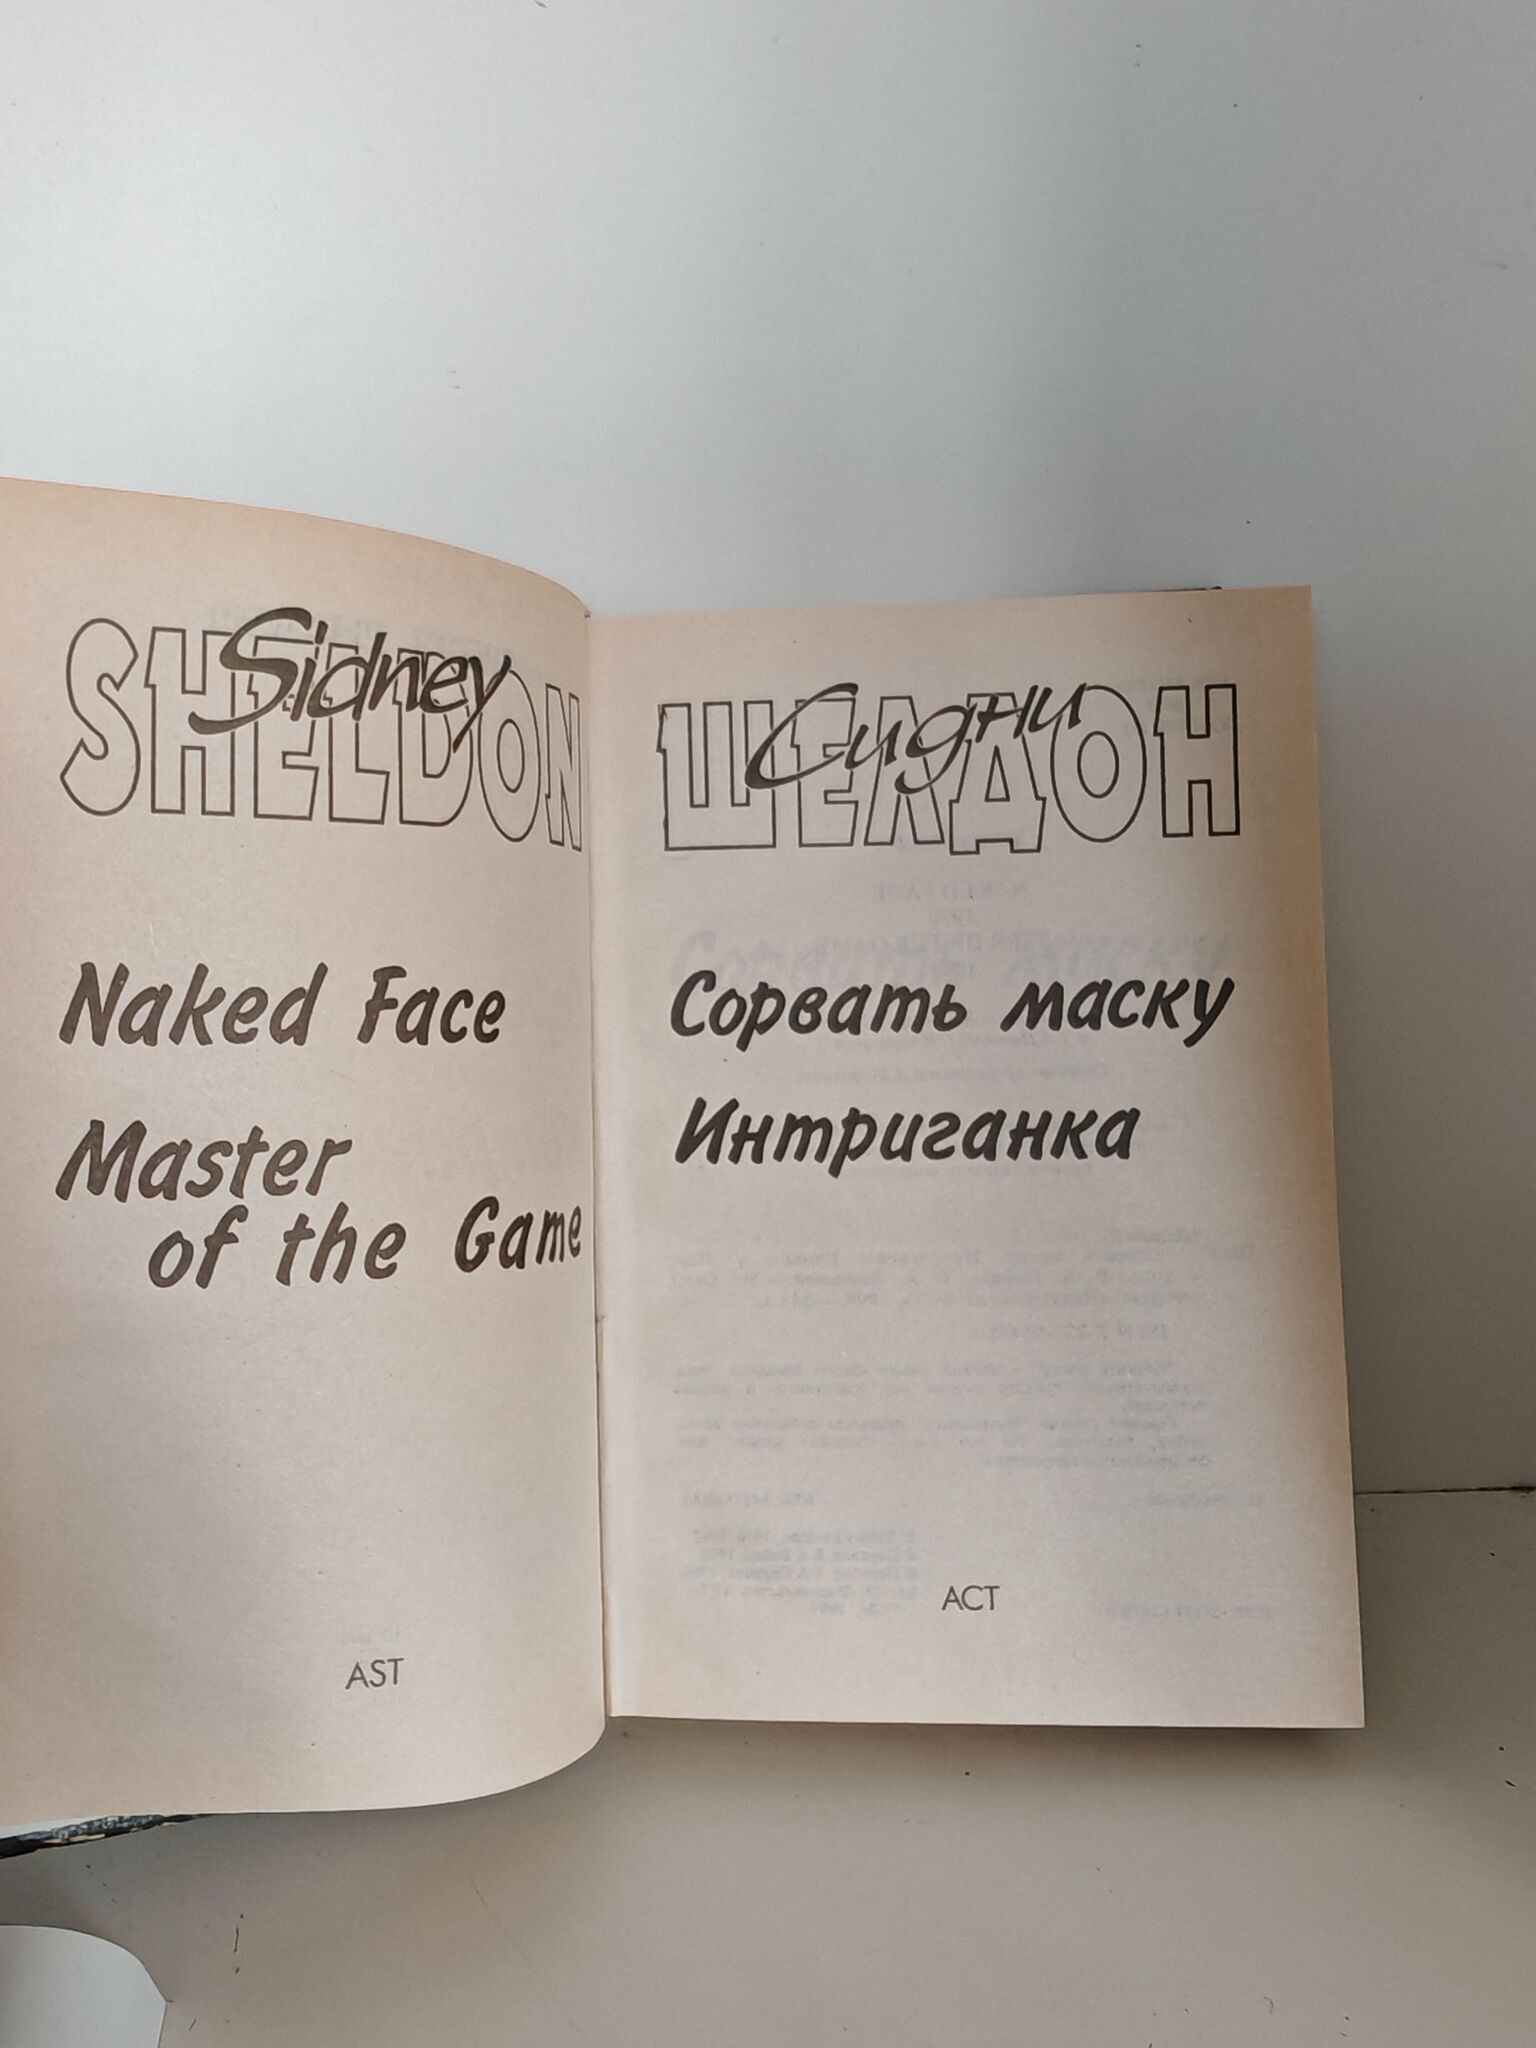 Sidney
SHELDON
Naked Face
Master
of the Game
AST
Сидни
ШЕЛДОН
Сорвать маску
Интриганка
АСТ